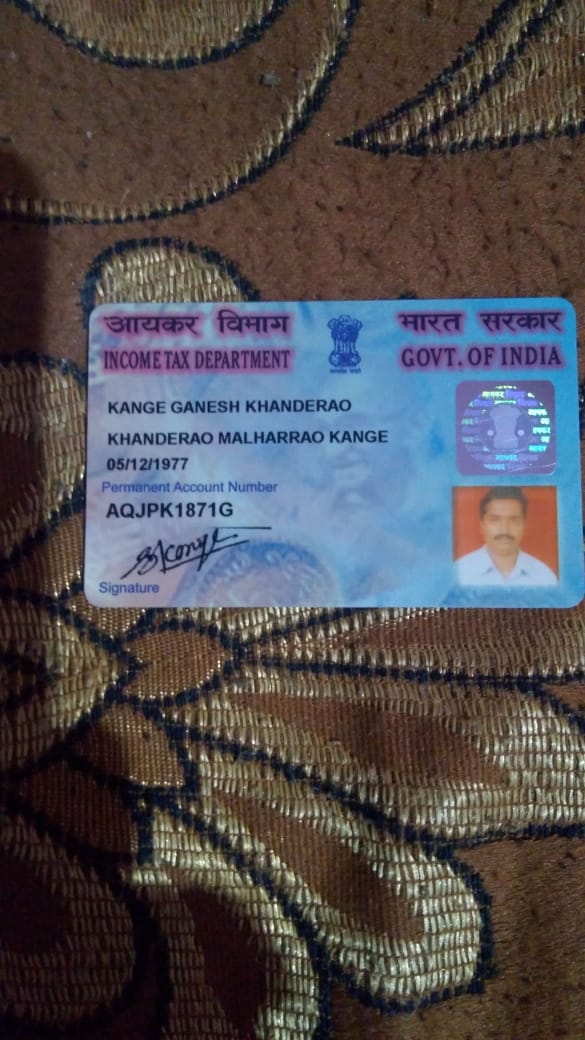 आयकर विभाग
INCOME TAX DEPARTMENT
भारत सरकार
GOVT. OF INDIA
KANGE GANESH KHANDERAO
KHANDERAO MALHARRAO KANGE
05/12/1977
Permanent Account Number
AQJPK1871G
Signature